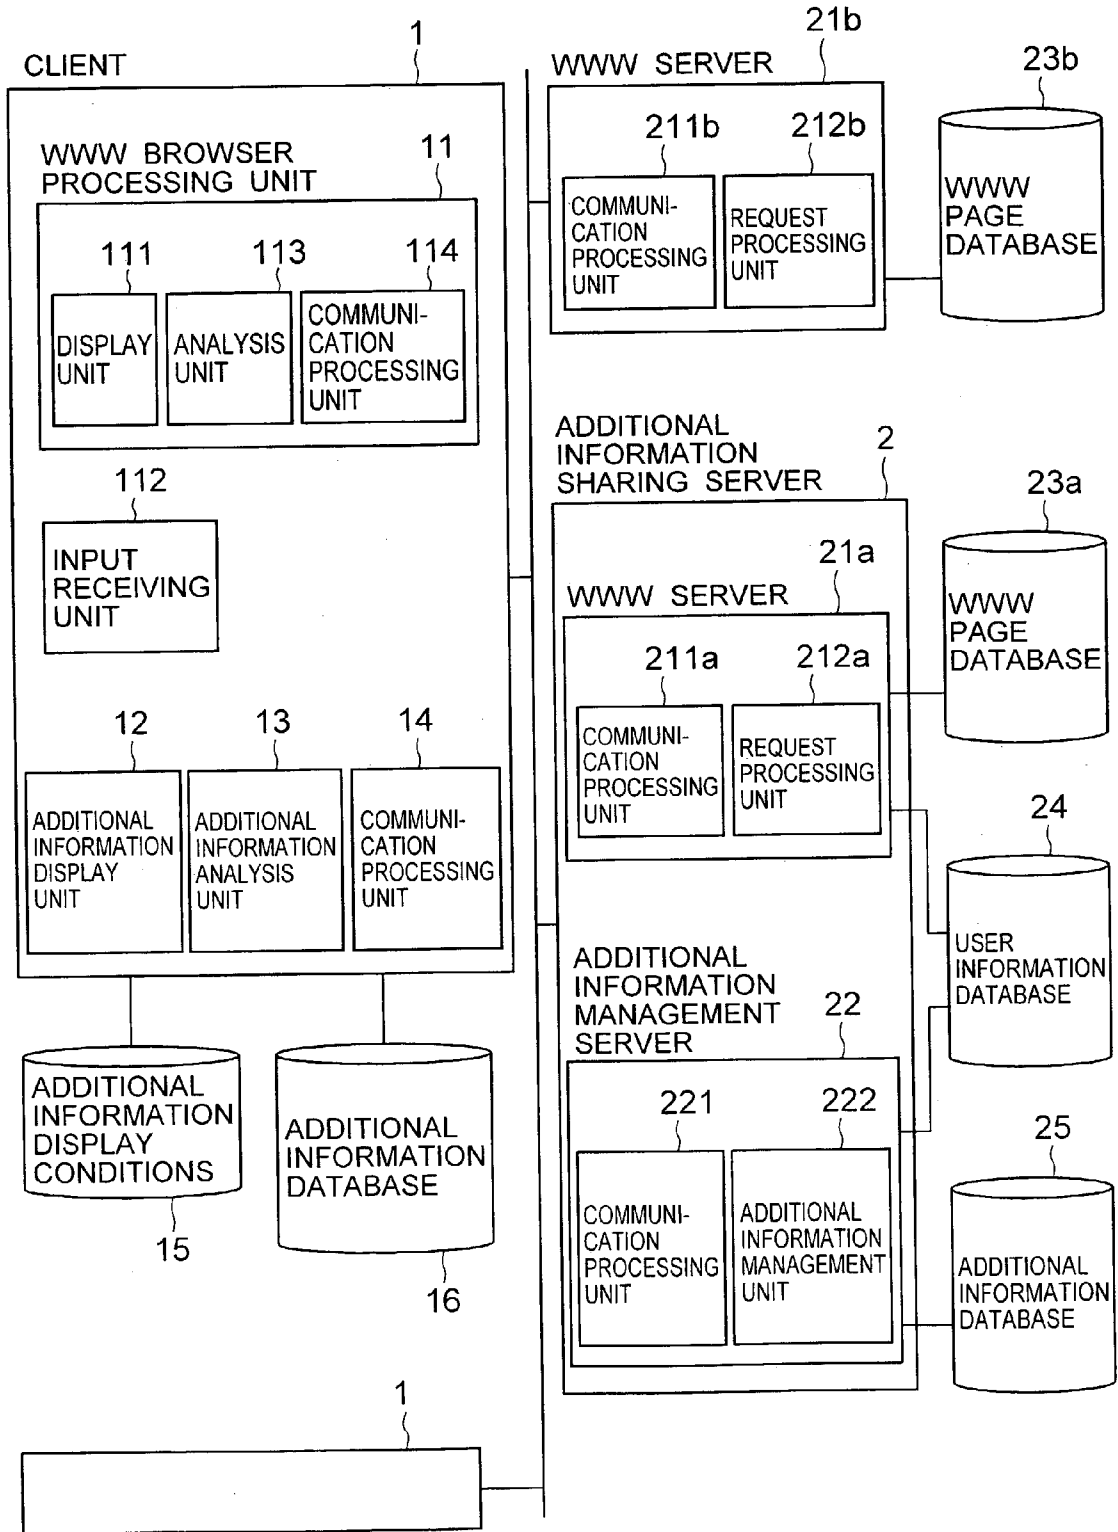 CLIENT
1
WWW BROWSER
PROCESSING UNIT
11
111
DISPLAY
UNIT
113
ANALYSIS
UNIT
114
COMMUNI-
CATION
PROCESSING
UNIT
112
INPUT
RECEIVING
UNIT
12
ADDITIONAL
INFORMATION
DISPLAY
UNIT
13
ADDITIONAL
INFORMATION
ANALYSIS
UNIT
14
COMMUNI-
CATION
PROCESSING
UNIT
ADDITIONAL
INFORMATION
DISPLAY
CONDITIONS
15
ADDITIONAL
INFORMATION
DATABASE
16
1
WWW SERVER
21b
211b
COMMUNI-
CATION
PROCESSING
UNIT
212b
REQUEST
PROCESSING
UNIT
23b
WWW
PAGE
DATABASE
ADDITIONAL
INFORMATION
SHARING SERVER
2
WWW SERVER
21a
211a
COMMUNI-
CATION
PROCESSING
UNIT
212a
REQUEST
PROCESSING
UNIT
23a
WWW
PAGE
DATABASE
24
USER
INFORMATION
DATABASE
ADDITIONAL
INFORMATION
MANAGEMENT
SERVER
22
221
COMMUNI-
CATION
PROCESSING
UNIT
222
ADDITIONAL
INFORMATION
MANAGEMENT
UNIT
25
ADDITIONAL
INFORMATION
DATABASE